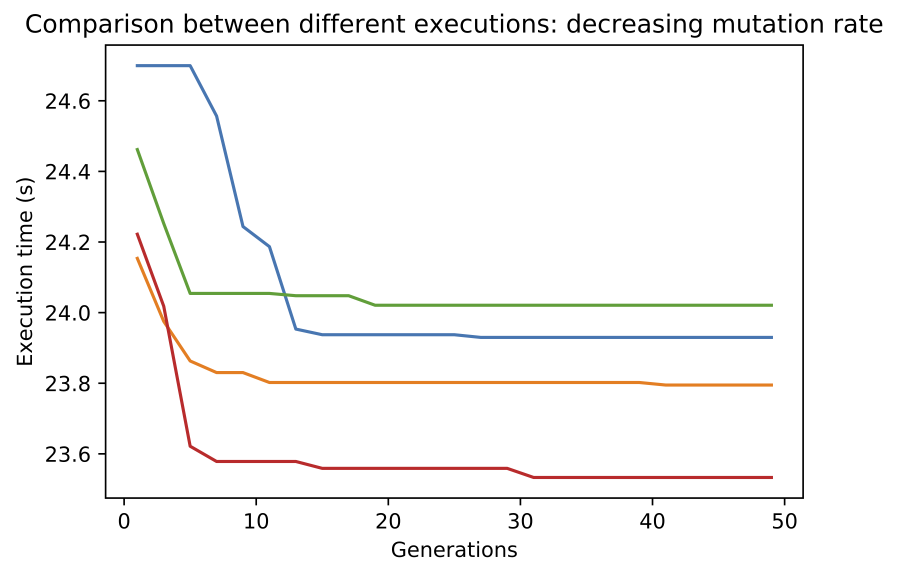 Comparison between different executions: decreasing mutation rate
Execution time (s)
24.6
24.4
24.2
24.0
23.8
23.6
0 10 20 30 40 50
Generations